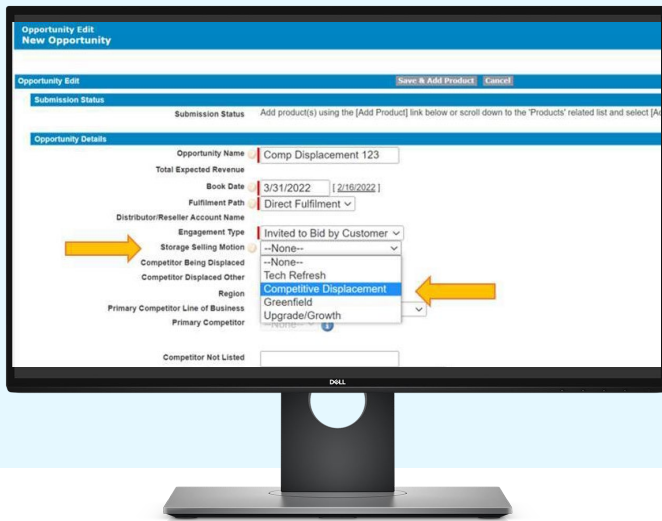 Opportunity Edit
New Opportunity
Opportunity Edit
Save & Add Product Cancel
Submission Status
Submission Status Add product(s) using the [Add Product] link below or scroll down to the 'Products' related list and select
Opportunity Details
Opportunity Name Comp Displacement 123
Total Expected Revenue
Book Date 3/31/2022 [ 2/16/2022 ]
Fulfilment Path Direct Fulfilment
Distributor/Reseller Account Name
Engagement Type Invited to Bid by Customer
Storage Selling Motion --None--
Competitor Being Displaced --None--
Competitor Displaced Other Tech Refresh
Region Competitive Displacement
Greenfield
Primary Competitor Line of Business Upgrade/Growth
Primary Competitor --None--
Competitor Not Listed
DELL